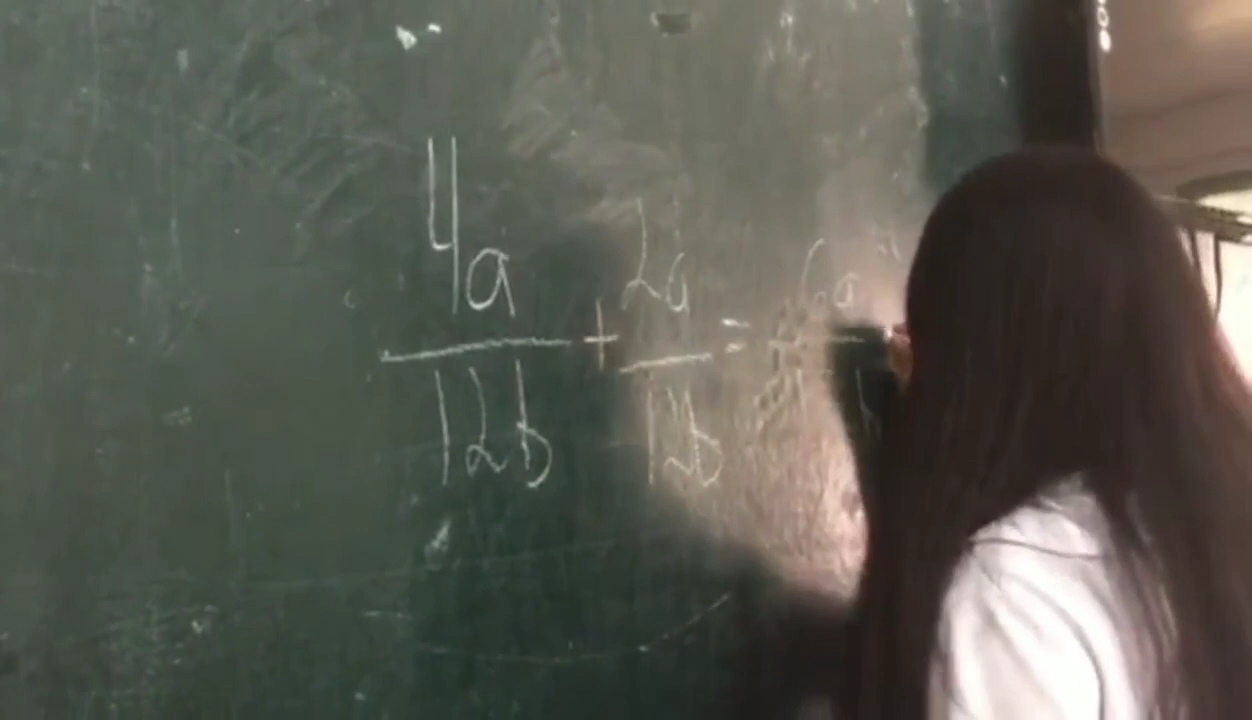 4a + 2a = 6a
12b 12b